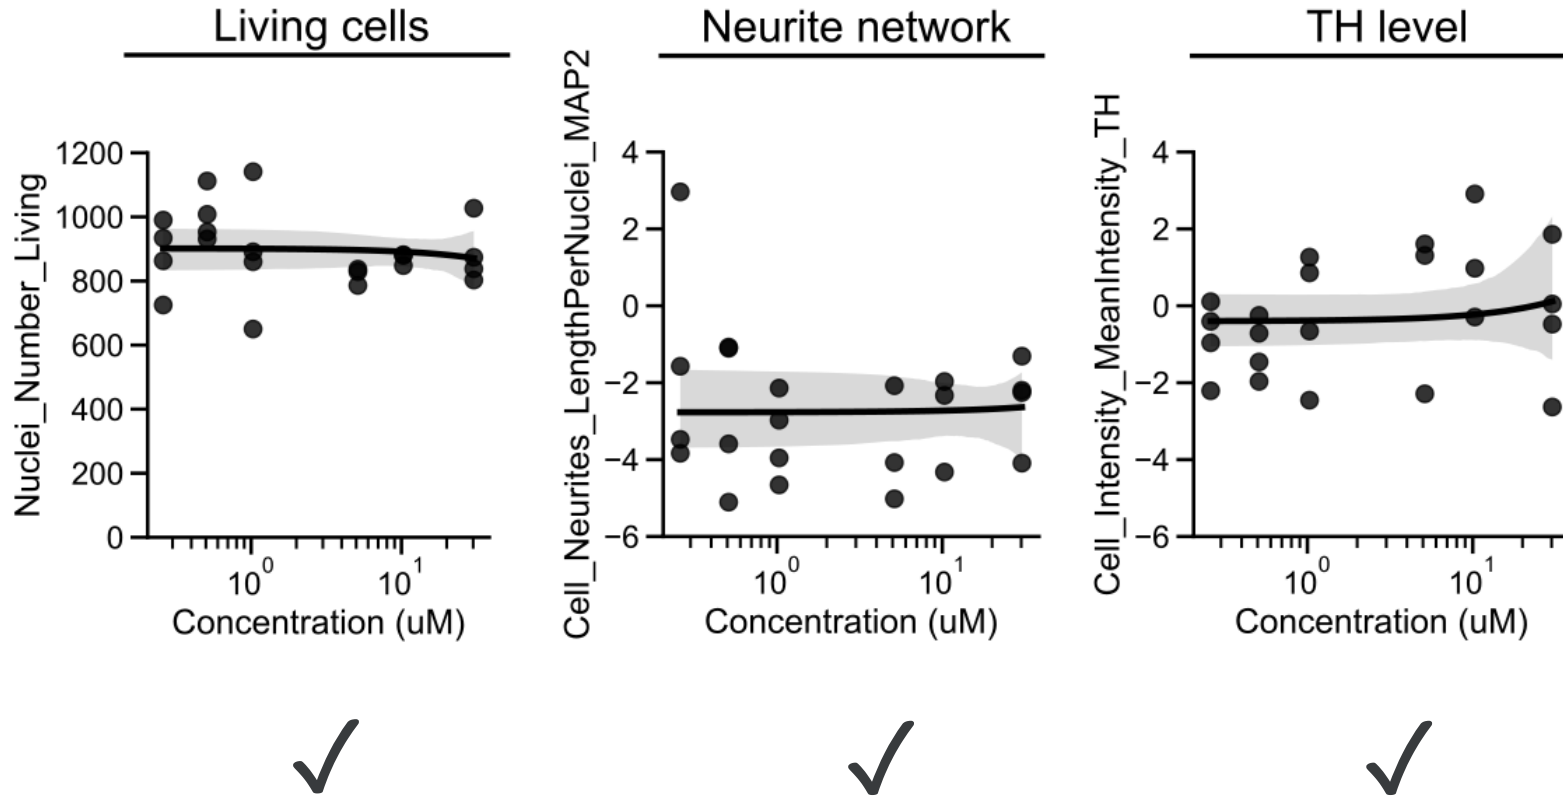 Living cells
Nuclei_Number_Living
1200
1000
800
600
400
200
0
10^0
10^1
Concentration (uM)
Neurite network
Cell_Neurites_LengthPerNuclei_MAP2
4
2
0
−2
−4
−6
10^0
10^1
Concentration (uM)
TH level
Cell_Intensity_MeanIntensity_TH
4
2
0
−2
−4
−6
10^0
10^1
Concentration (uM)